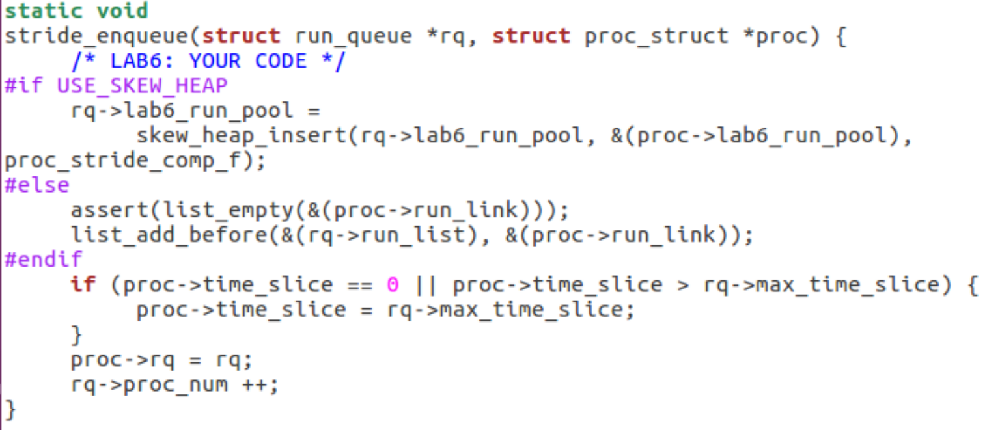 static void
stride_enqueue(struct run_queue *rq, struct proc_struct *proc) {
     /* LAB6: YOUR CODE */
#if USE_SKEW_HEAP
     rq->lab6_run_pool =
          skew_heap_insert(rq->lab6_run_pool, &(proc->lab6_run_pool),
proc_stride_comp_f);
#else
     assert(list_empty(&(proc->run_link)));
     list_add_before(&(rq->run_list), &(proc->run_link));
#endif
     if (proc->time_slice == 0 || proc->time_slice > rq->max_time_slice) {
          proc->time_slice = rq->max_time_slice;
     }
     proc->rq = rq;
     rq->proc_num ++;
}